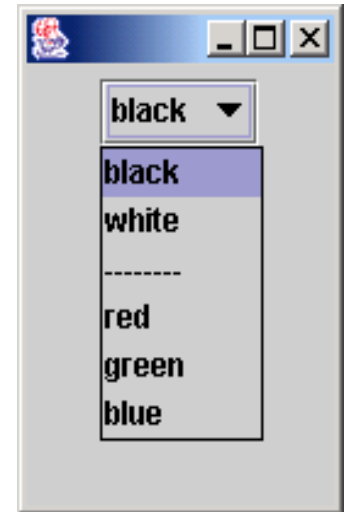 black
black
white
--------
red
green
blue